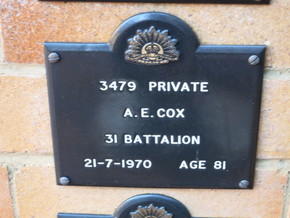 3479 PRIVATE
A. E. COX
31 BATTALION
21-7-1970 AGE 81